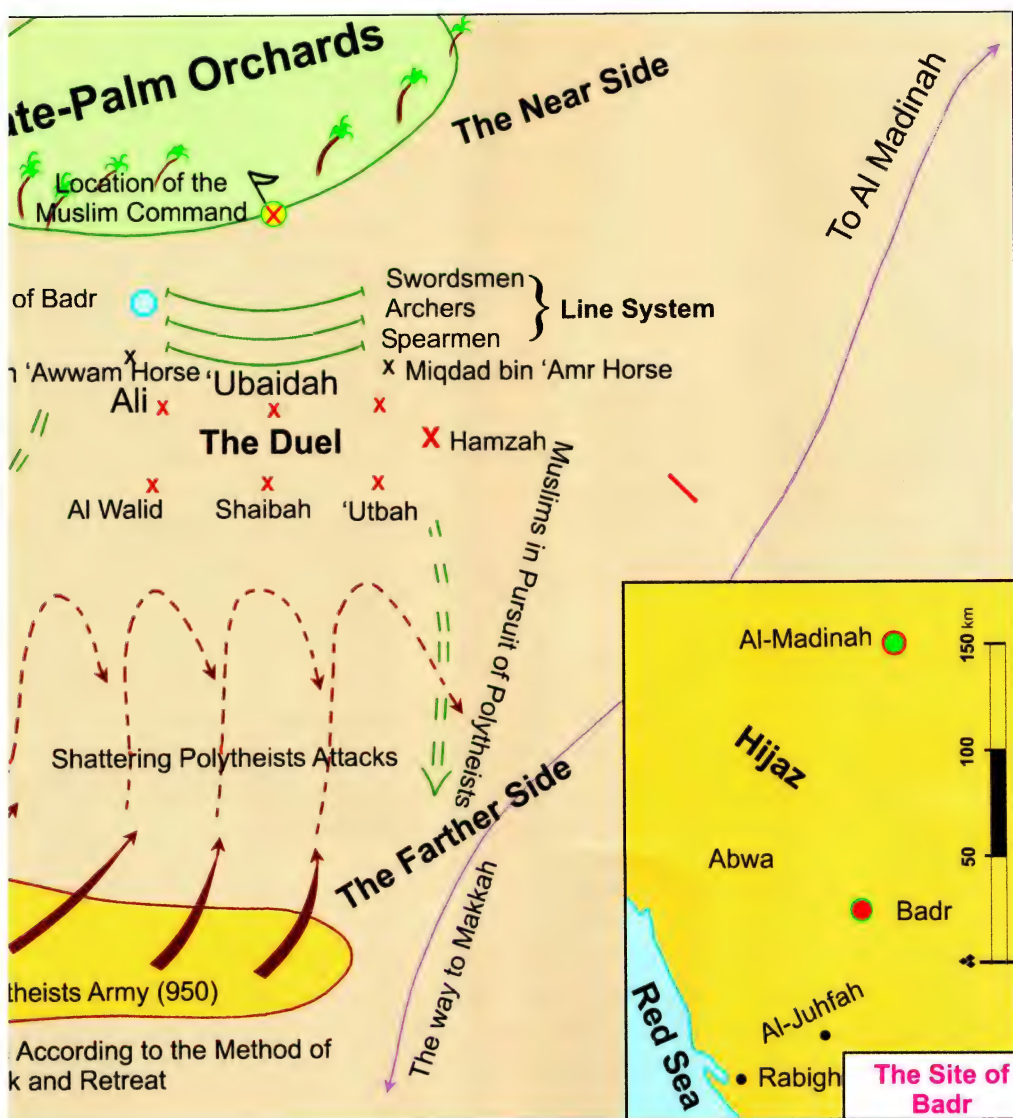 ate-Palm Orchards
The Near Side
To Al Madinah
Location of the
Muslim Command
of Badr
Swordsmen
Archers
Spearmen
Line System
'Awwam Horse
Miqdad bin 'Amr Horse
Ali
'Ubaidah
The Duel
Hamzah
Al Walid
Shaibah
'Utbah
Muslims in Pursuit of Polytheists
Shattering Polytheists Attacks
The Farther Side
The way to Makkah
theists Army (950)
According to the Method of
k and Retreat
Al-Madinah
150 km
Hijaz
100
Abwa
50
Badr
Red Sea
Al-Juhfah
Rabigh
The Site of
Badr